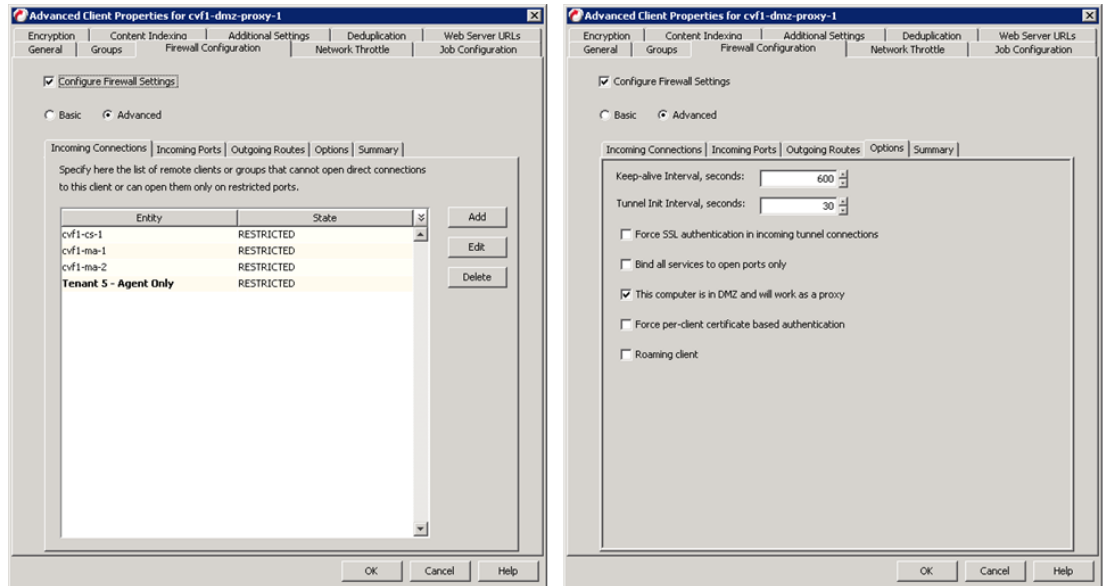 Advanced Client Properties for cvf1-dmz-proxy-1
Encryption Content Indexing Additional Settings Deduplication Web Server URLs
General Groups Firewall Configuration Network Throttle Job Configuration
Configure Firewall Settings
Basic Advanced
Incoming Connections Incoming Ports Outgoing Routes Options Summary
Specify here the list of remote clients or groups that cannot open direct connections
to this client or can open them only on restricted ports.
Entity State
cvf1-cs-1 RESTRICTED
cvf1-ma-1 RESTRICTED
cvf1-ma-2 RESTRICTED
Tenant 5 - Agent Only RESTRICTED
Add
Edit
Delete
OK Cancel Help
Advanced Client Properties for cvf1-dmz-proxy-1
Encryption Content Indexing Additional Settings Deduplication Web Server URLs
General Groups Firewall Configuration Network Throttle Job Configuration
Configure Firewall Settings
Basic Advanced
Incoming Connections Incoming Ports Outgoing Routes Options Summary
Keep-alive Interval, seconds: 600
Tunnel Init Interval, seconds: 30
Force SSL authentication in incoming tunnel connections
Bind all services to open ports only
This computer is in DMZ and will work as a proxy
Force per-client certificate based authentication
Roaming client
OK Cancel Help